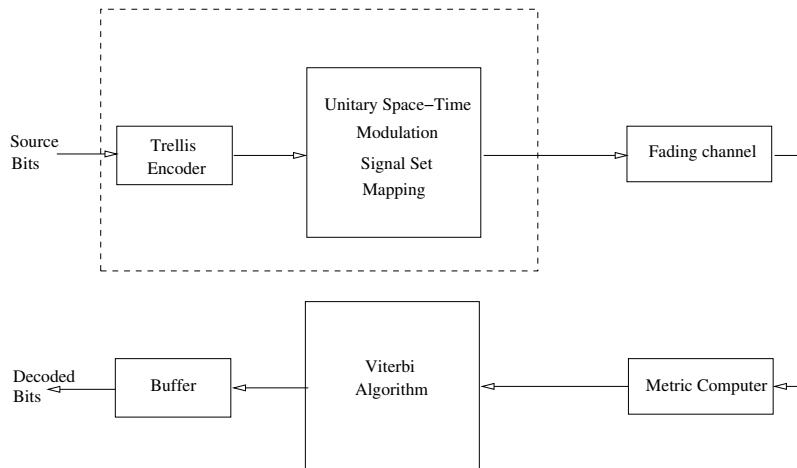 Source
Bits
Trellis
Encoder
Unitary Space−Time
Modulation
Signal Set
Mapping
Fading channel
Decoded
Bits
Buffer
Viterbi
Algorithm
Metric Computer